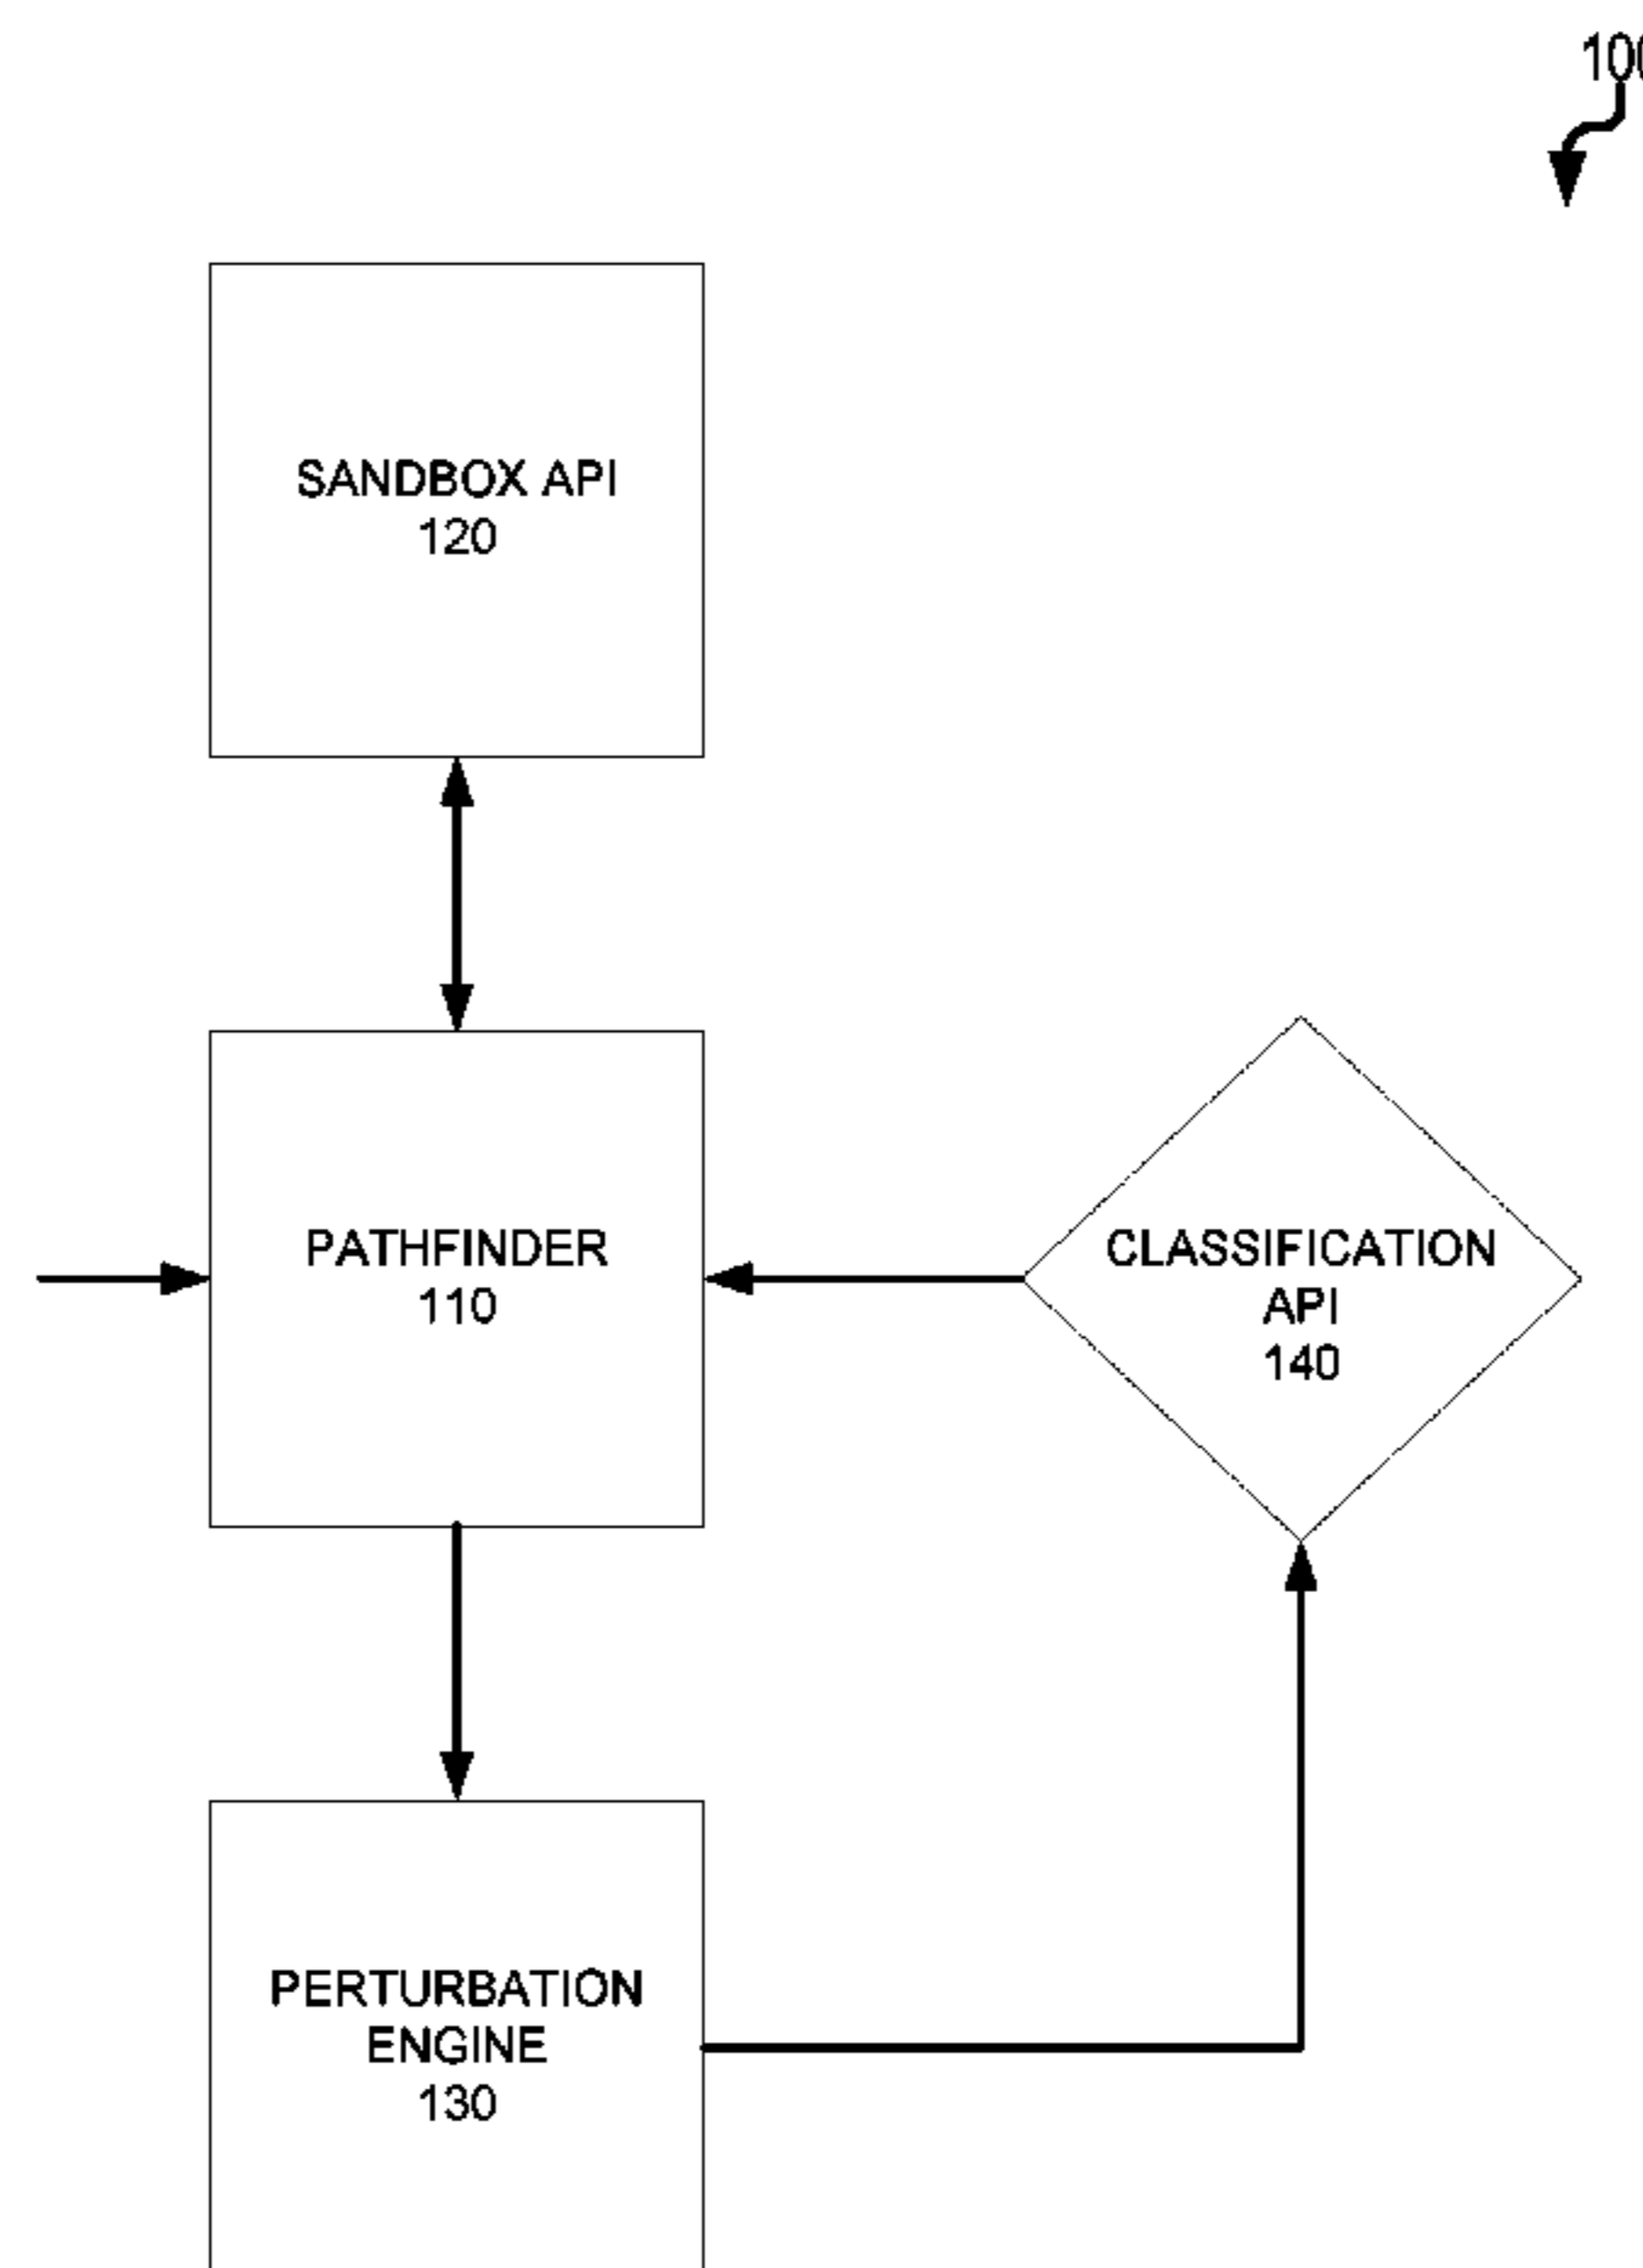 100
SANDBOX API
120
PATHFINDER
110
CLASSIFICATION
API
140
PERTURBATION
ENGINE
130